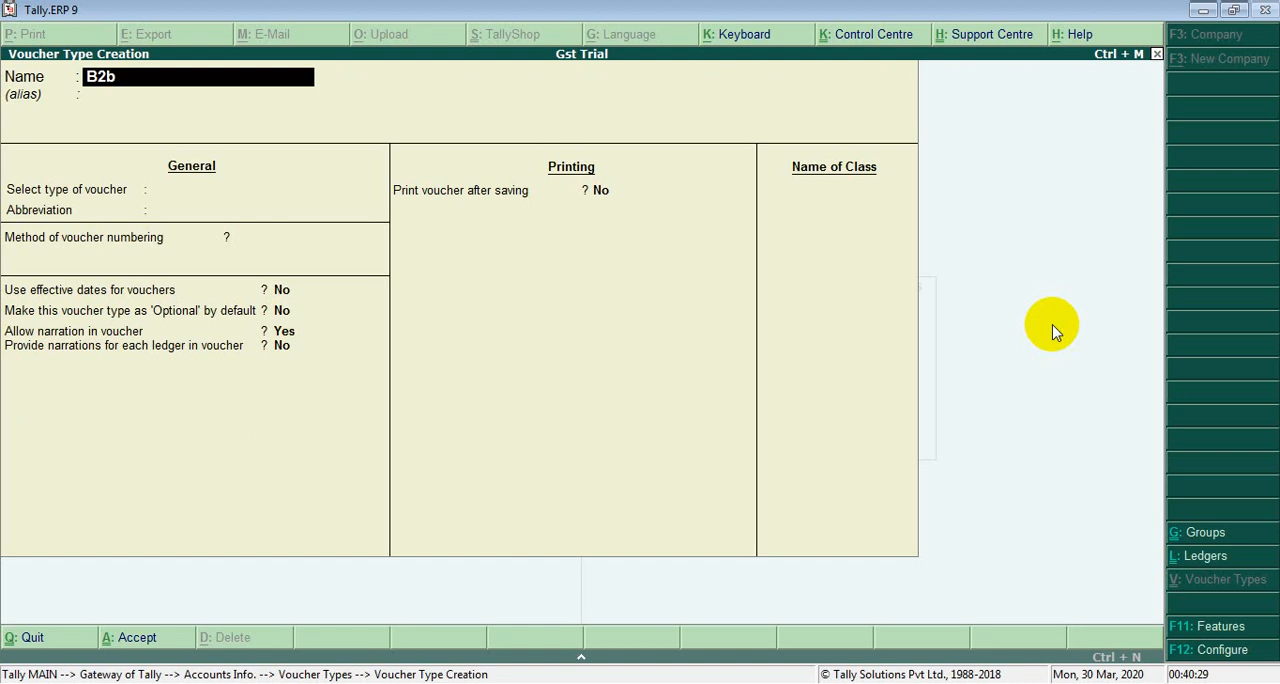 Tally.ERP 9
P: Print E: Export M: E-Mail O: Upload S: TallyShop G: Language K: Keyboard K: Control Centre H: Support Centre H: Help F3: Company
Voucher Type Creation Gst Trial Ctrl + M
F3: New Company
Name : B2b
(alias) :
General Printing Name of Class
Select type of voucher : Print voucher after saving ? No
Abbreviation :
Method of voucher numbering ?
Use effective dates for vouchers ? No
Make this voucher type as 'Optional' by default ? No
Allow narration in voucher ? Yes
Provide narrations for each ledger in voucher ? No
G: Groups
L: Ledgers
V: Voucher Types
F11: Features
Q: Quit A: Accept D: Delete
F12: Configure
Ctrl + N
Tally MAIN --> Gateway of Tally --> Accounts Info. --> Voucher Types --> Voucher Type Creation © Tally Solutions Pvt Ltd., 1988-2018 Mon, 30 Mar, 2020 00:40:29